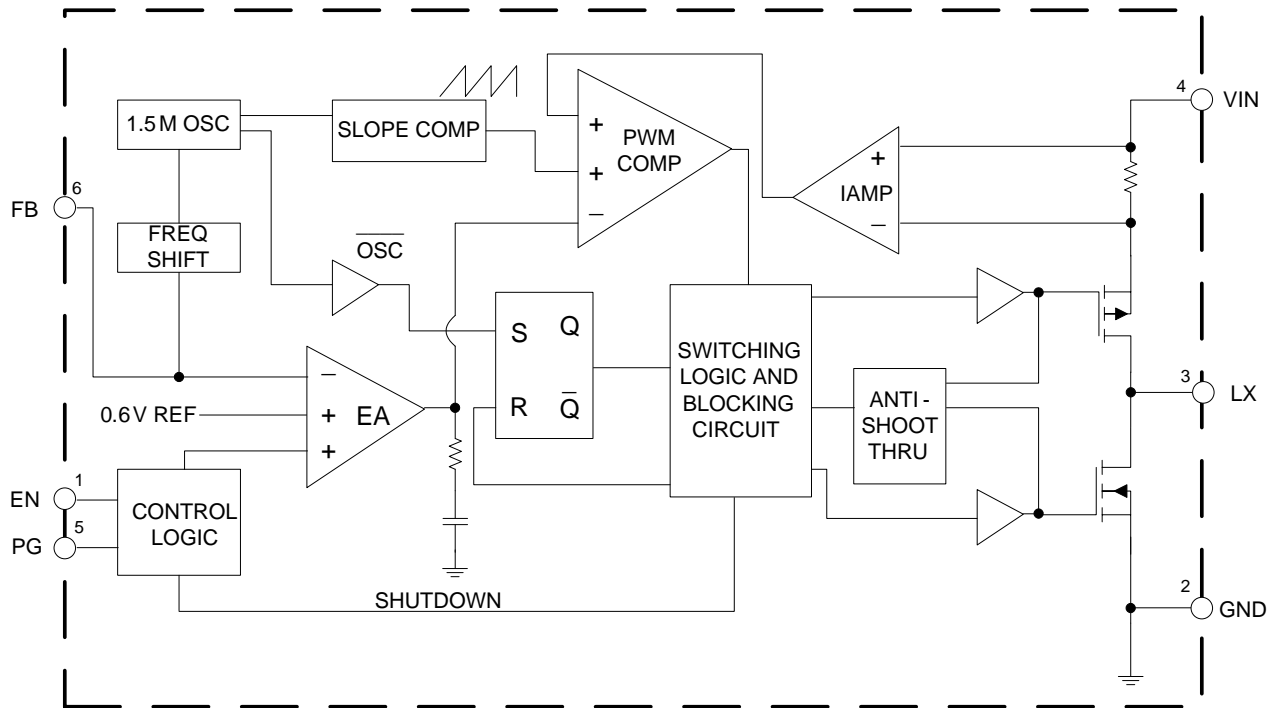 4
VIN
1.5M OSC
SLOPE COMP
+
+
−
PWM
COMP
+
−
IAMP
6
FB
FREQ
SHIFT
OSC
S
Q
R
Q
SWITCHING
LOGIC AND
BLOCKING
CIRCUIT
3
LX
−
+
+
EA
0.6V REF
ANTI-
SHOOT
THRU
1
EN
5
PG
CONTROL
LOGIC
SHUTDOWN
2
GND